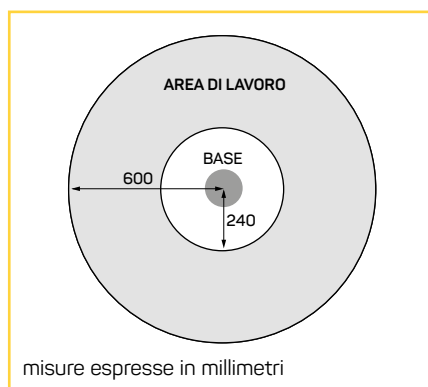 AREA DI LAVORO
BASE
600
240
misure espresse in millimetri